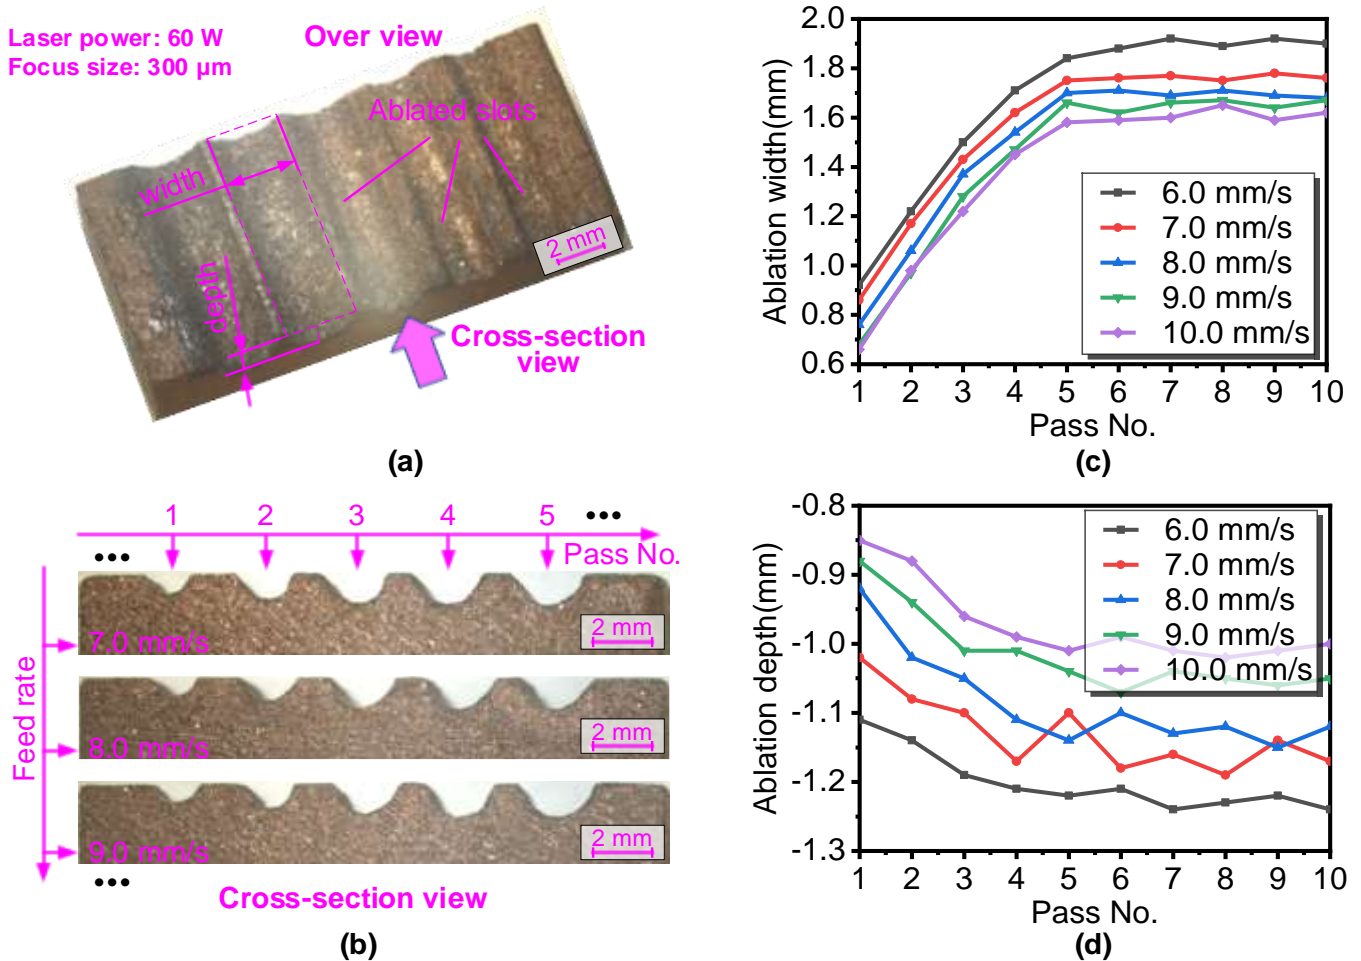 Laser power: 60 W
Focus size: 300 μm
Over view
Ablated slots
width
depth
2 mm
Cross-section
view
(a)
1 2 3 4 5 •••
Pass No.
•••
Feed rate
7.0 mm/s
2 mm
8.0 mm/s
2 mm
9.0 mm/s
2 mm
•••
Cross-section view
(b)
Ablation width(mm)
2.0
1.8
1.6
1.4
1.2
1.0
0.8
0.6
6.0 mm/s
7.0 mm/s
8.0 mm/s
9.0 mm/s
10.0 mm/s
1 2 3 4 5 6 7 8 9 10
Pass No.
(c)
Ablation depth(mm)
-0.8
-0.9
-1.0
-1.1
-1.2
-1.3
6.0 mm/s
7.0 mm/s
8.0 mm/s
9.0 mm/s
10.0 mm/s
1 2 3 4 5 6 7 8 9 10
Pass No.
(d)